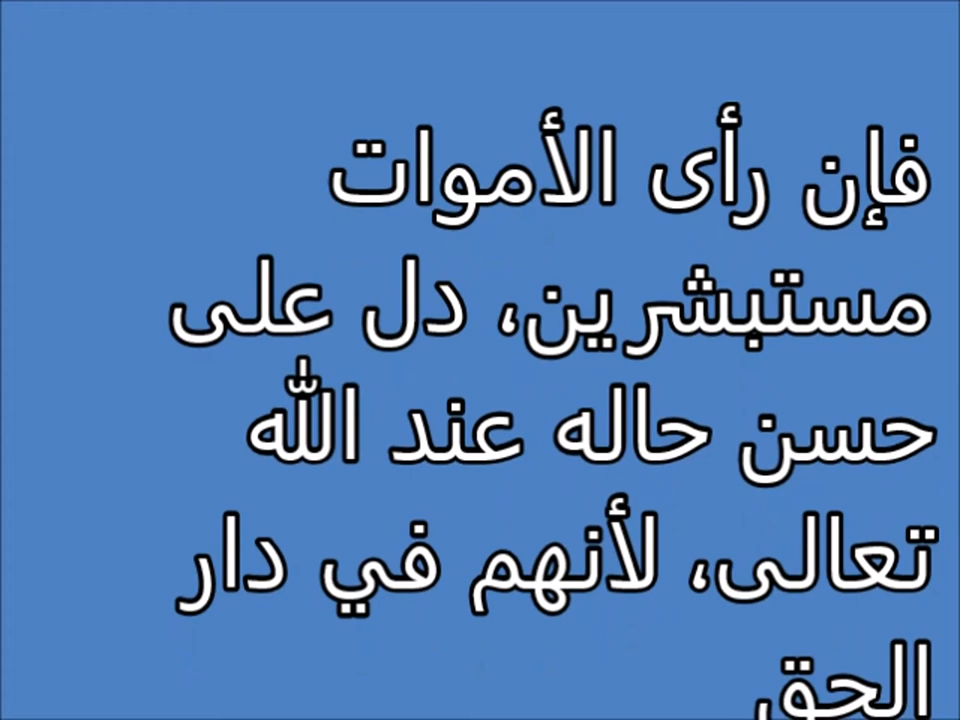 فإن رأى الأموات
مستبشرين، دل على
حسن حاله عند الله
تعالى، لأنهم في دار
الحق